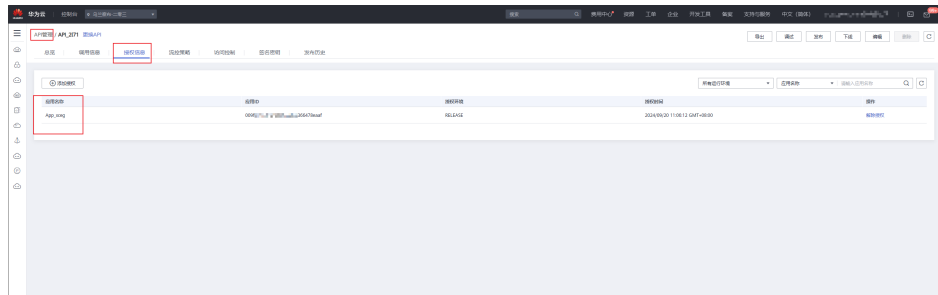 华为云 控制台 搜索 费用中心 资源 工单 企业 开发工具 备案 支持与服务 中文 (简体)
API管理 / API_2j71 更换API 导出 调试 发布 下线 编辑 删除
总览 调用信息 授权信息 流控策略 访问控制 签名密钥 发布历史
添加授权 所有运行环境 应用名称 请输入应用名称
应用名称 应用ID 授权环境 授权时间 操作
RELEASE 2024/09/20 11:06:12 GMT+08:00 解除授权